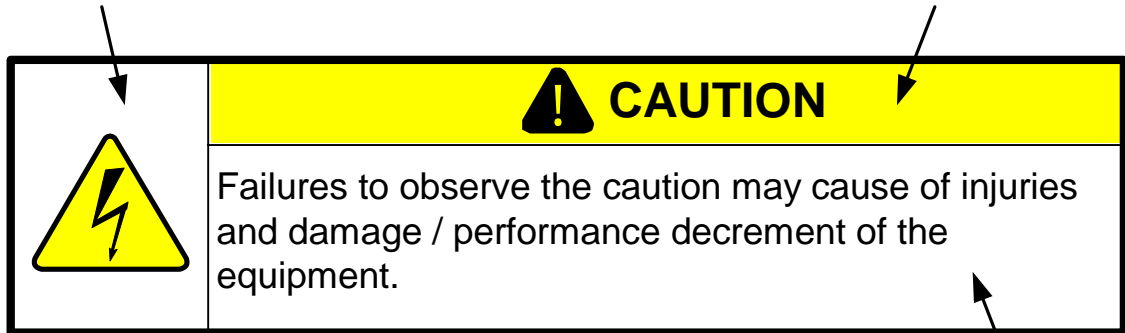 CAUTION
Failures to observe the caution may cause of injuries
and damage / performance decrement of the
equipment.